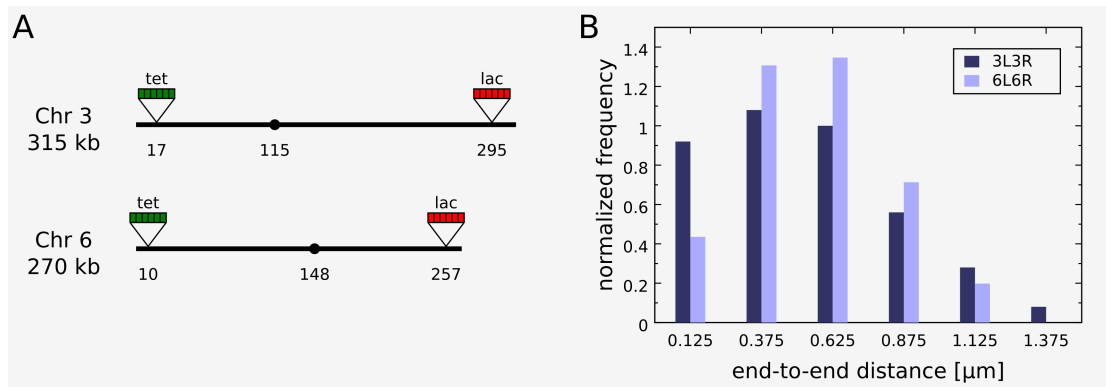 A
tet
lac
Chr 3
315 kb
17
115
295
tet
lac
Chr 6
270 kb
10
148
257
B
1.4
1.2
1
0.8
0.6
0.4
0.2
0
normalized frequency
3L3R
6L6R
0.125
0.375
0.625
0.875
1.125
1.375
end-to-end distance [μm]